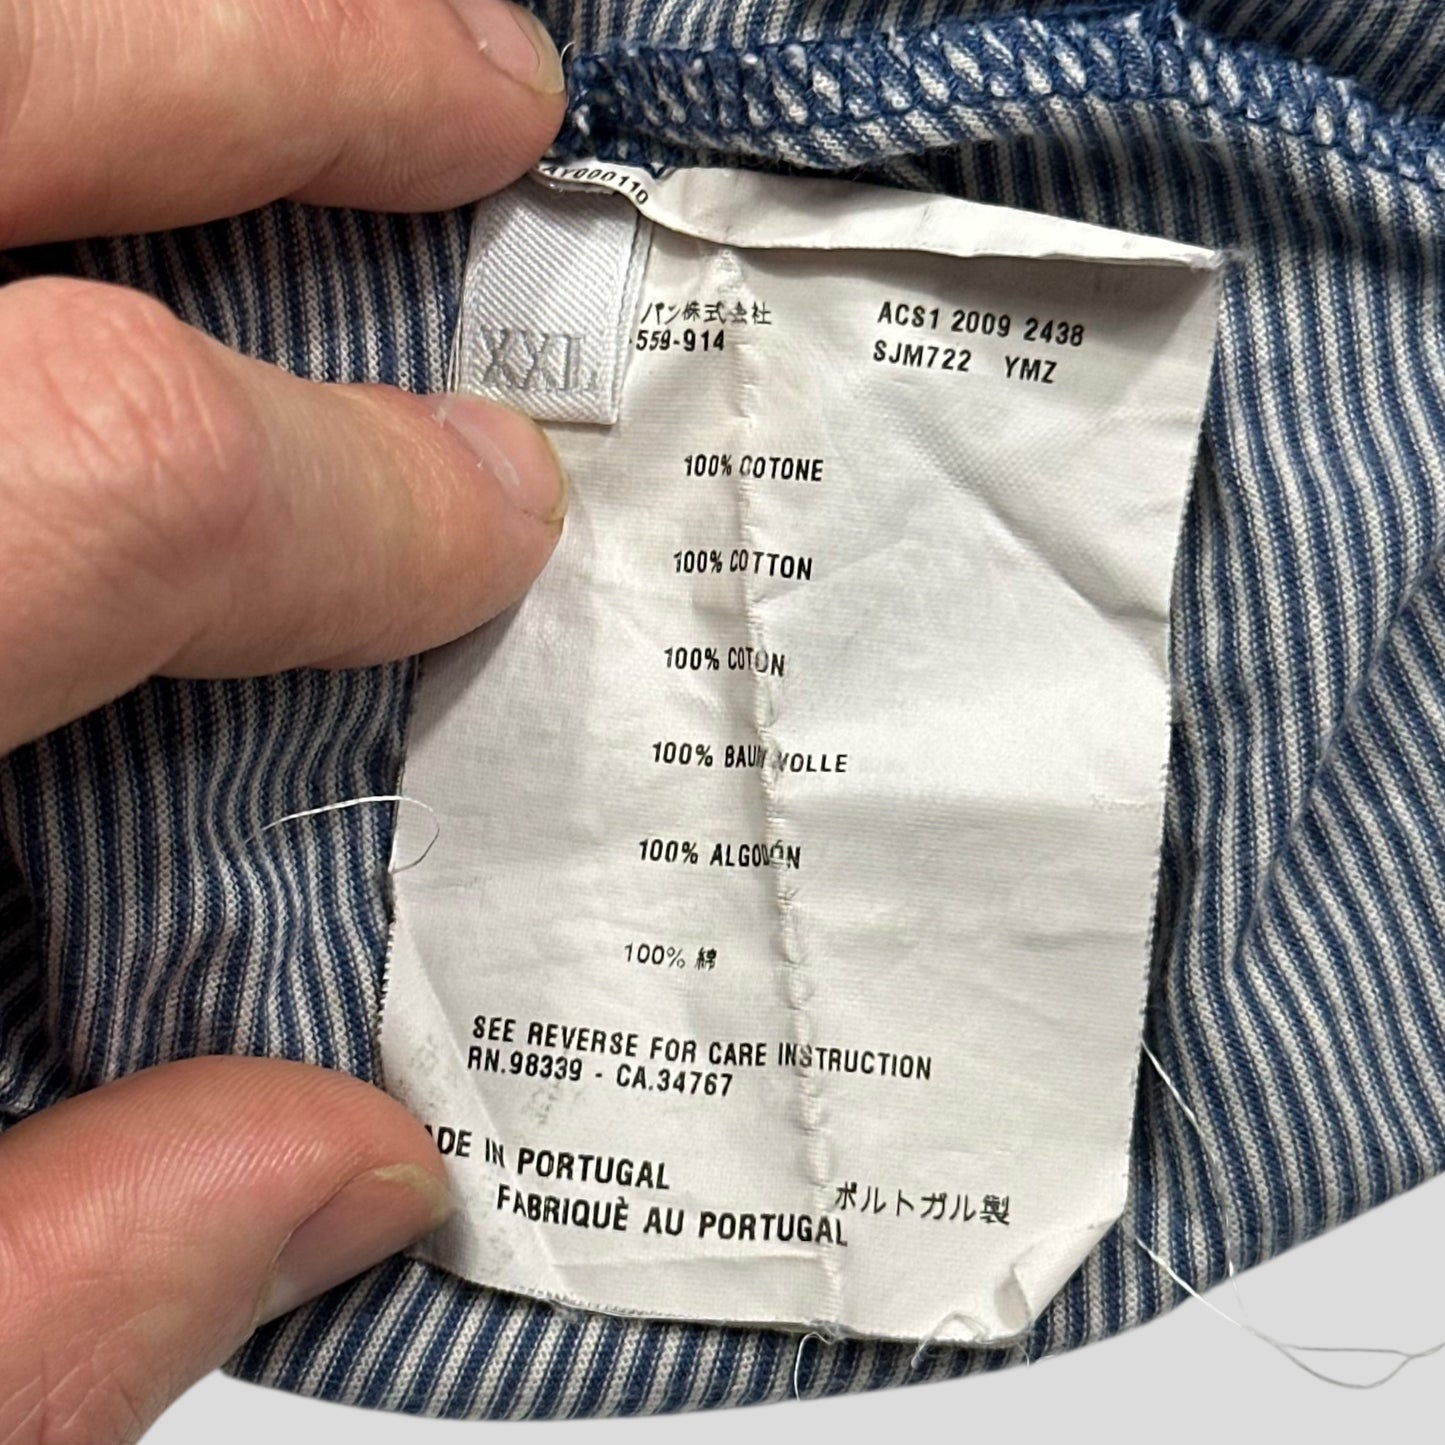 Y000110
XXL
パン株式会社
-559-914
ACS1 2009 2438
SJM722 YMZ
100% COTONE
100% COTTON
100% COTON
100% BAUMWOLLE
100% ALGODÓN
100% 綿
SEE REVERSE FOR CARE INSTRUCTION
RN.98339 - CA.34767
ADE IN PORTUGAL
FABRIQUÈ AU PORTUGAL
ポルトガル製